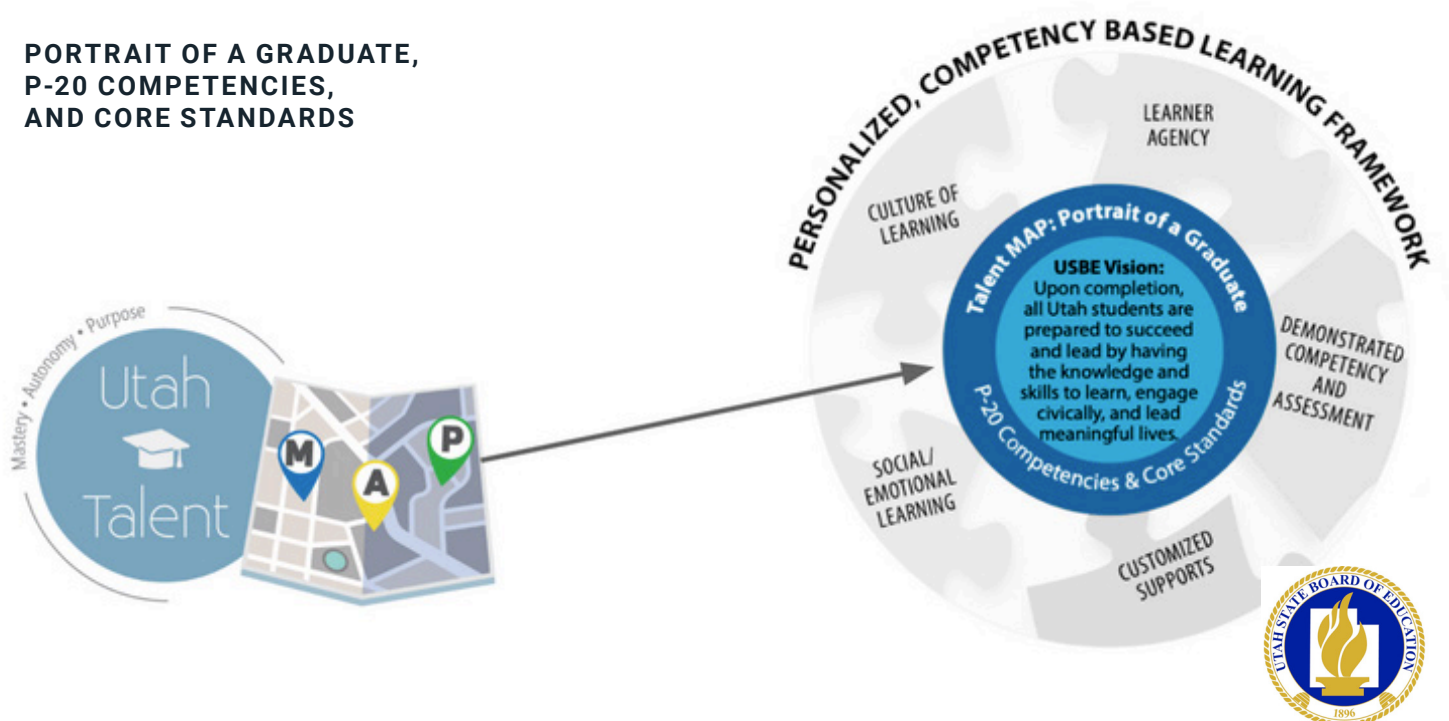 PORTRAIT OF A GRADUATE,
P-20 COMPETENCIES,
AND CORE STANDARDS
Mastery • Autonomy • Purpose
Utah
Talent
M
A
P
PERSONALIZED, COMPETENCY BASED LEARNING FRAMEWORK
LEARNER
AGENCY
CULTURE OF
LEARNING
Talent MAP: Portrait of a Graduate
USBE Vision:
Upon completion,
all Utah students are
prepared to succeed
and lead by having
the knowledge and
skills to learn, engage
civically, and lead
meaningful lives.
P-20 Competencies & Core Standards
DEMONSTRATED
COMPETENCY
AND
ASSESSMENT
SOCIAL/
EMOTIONAL
LEARNING
CUSTOMIZED
SUPPORTS
UTAH STATE BOARD OF EDUCATION
1896